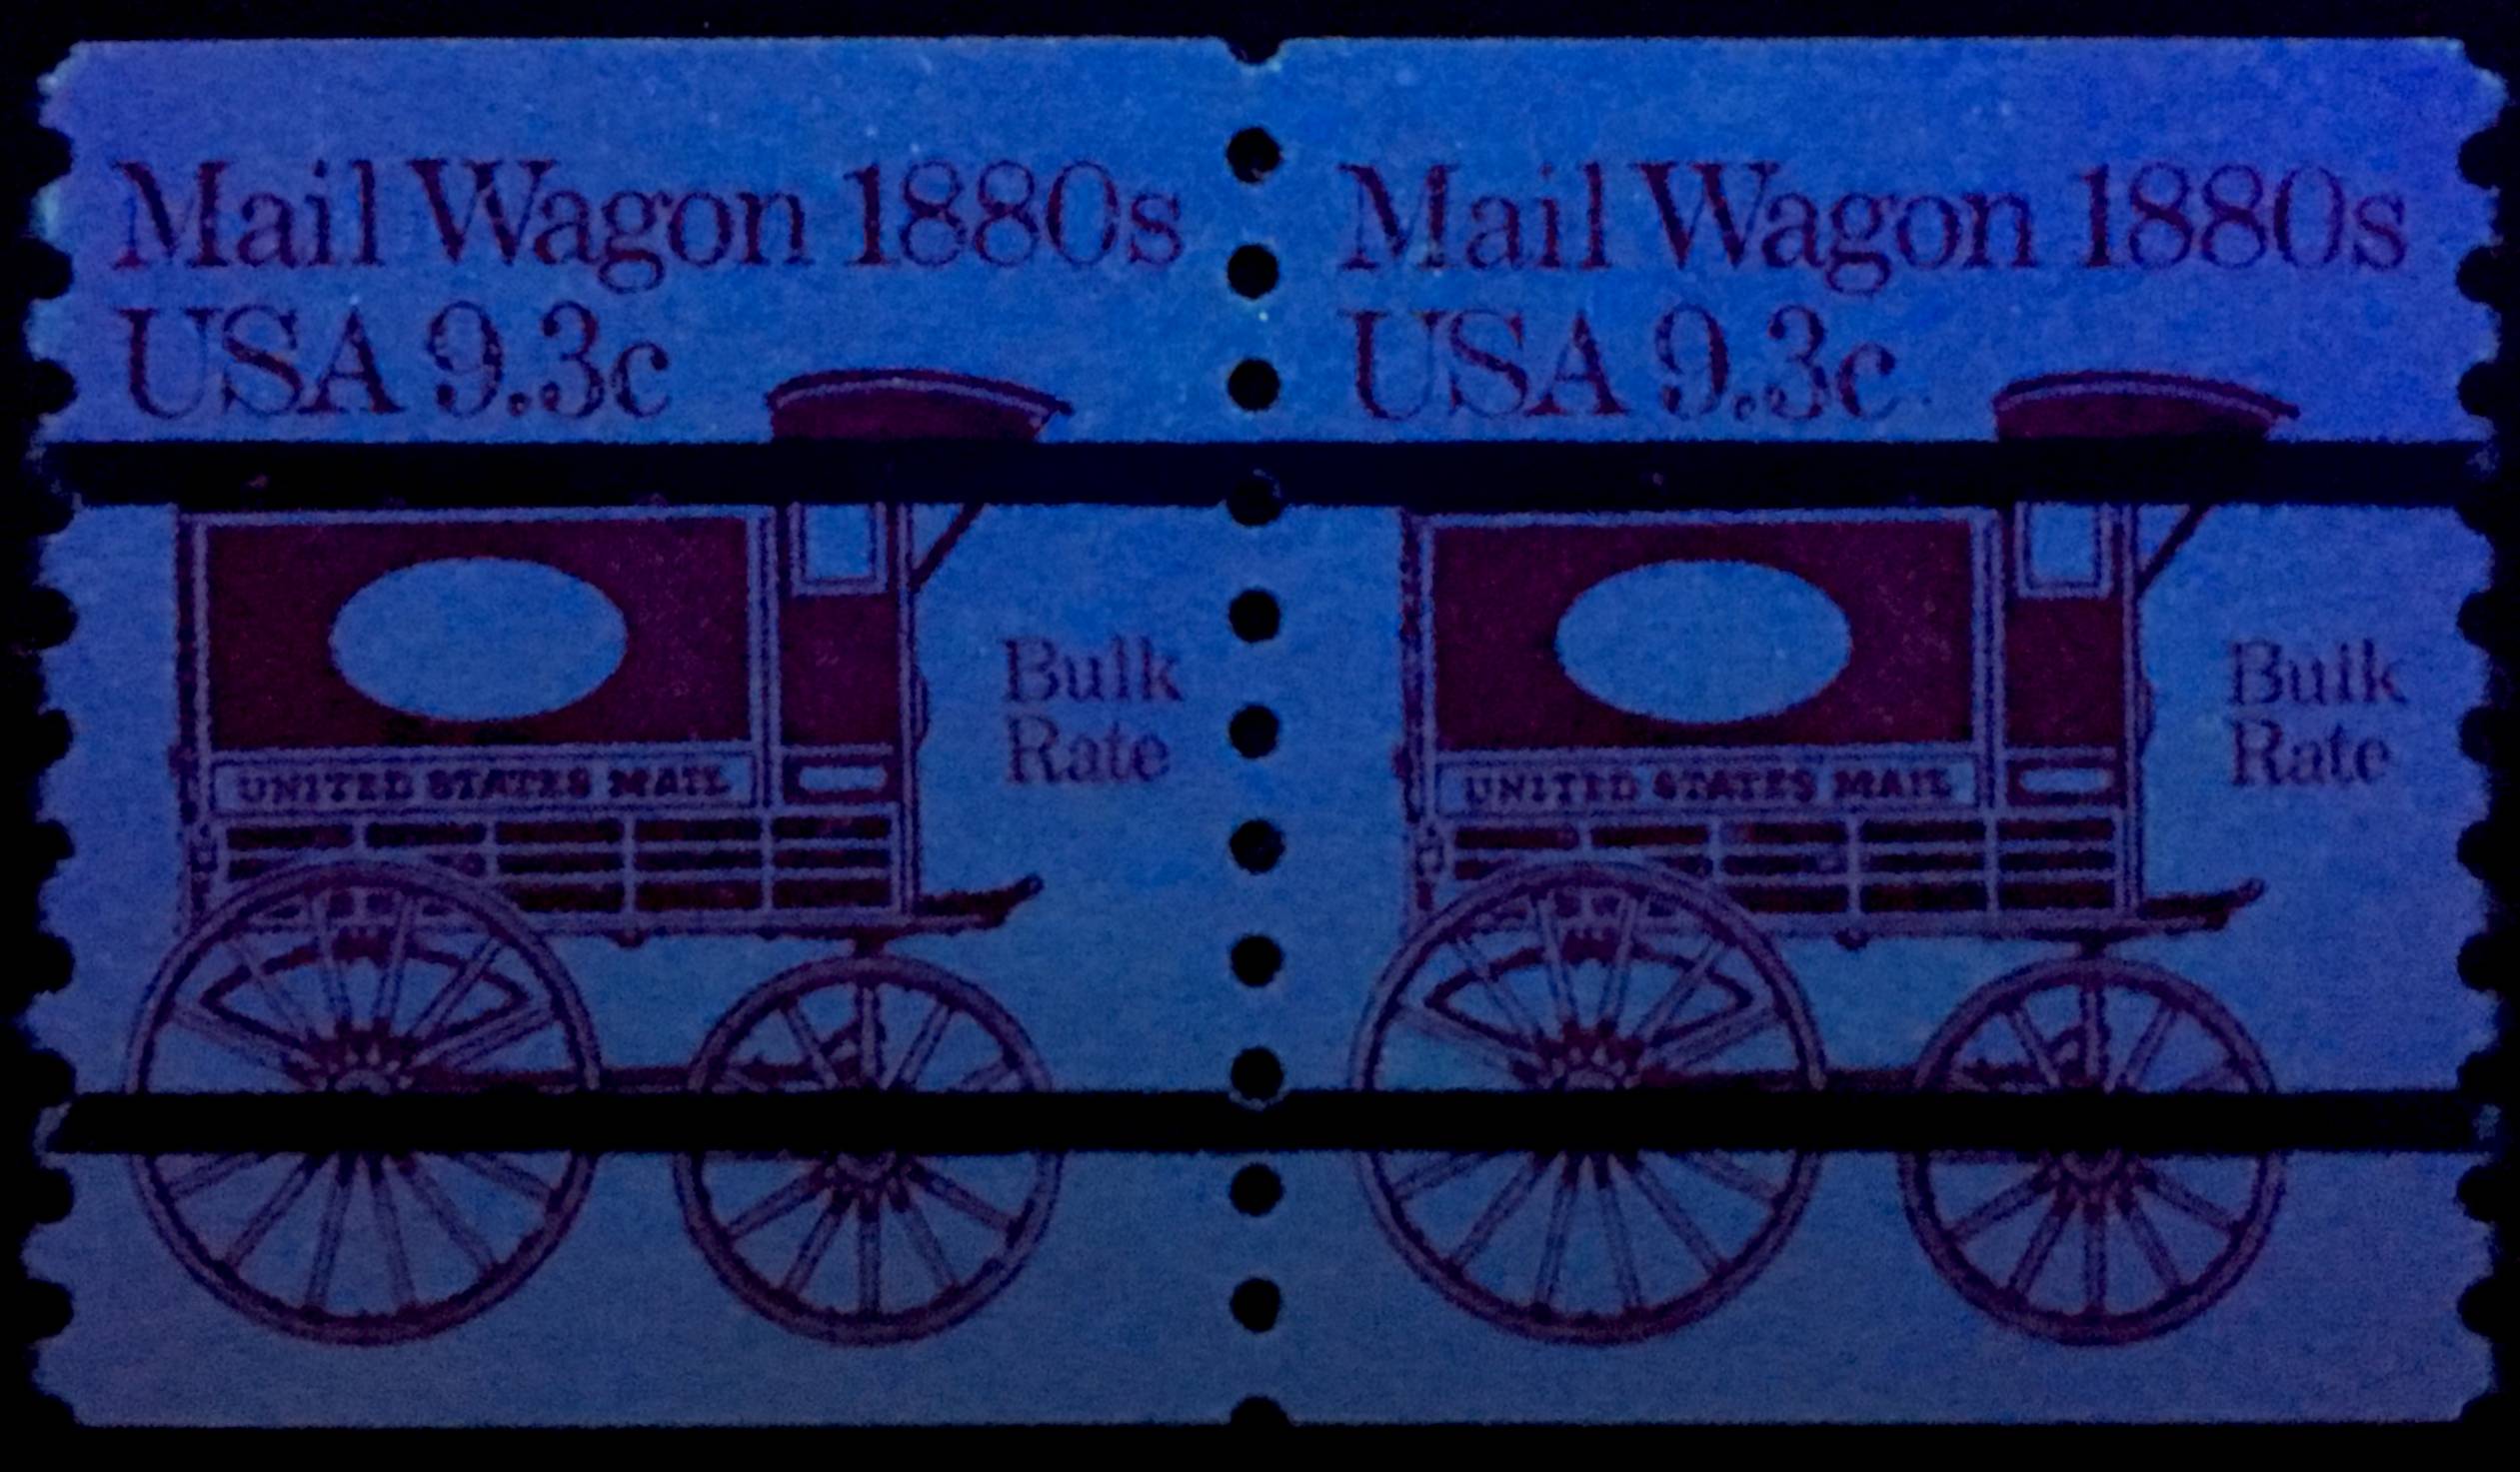 Mail Wagon 1880s
USA 9.3c
Bulk
Rate
UNITED STATES MAIL
Mail Wagon 1880s
USA 9.3c
Bulk
Rate
UNITED STATES MAIL